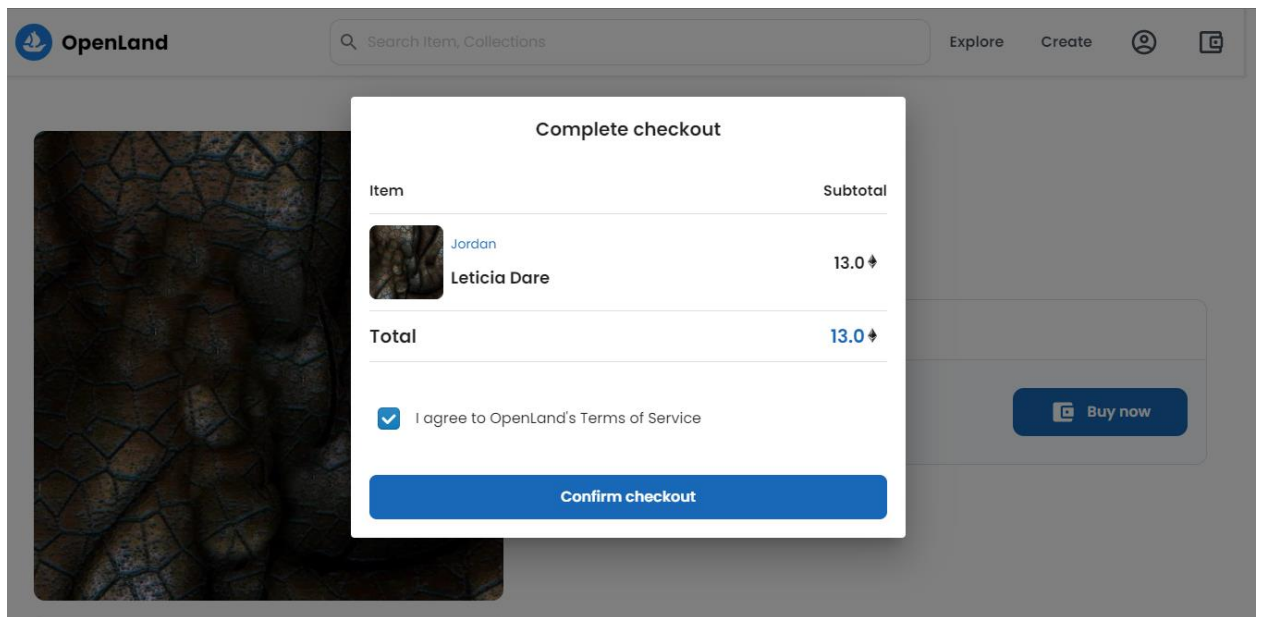 OpenLand
Search Item, Collections
Explore
Create
Complete checkout
Item
Subtotal
Jordan
Leticia Dare
13.0
Total
13.0
I agree to OpenLand's Terms of Service
Buy now
Confirm checkout